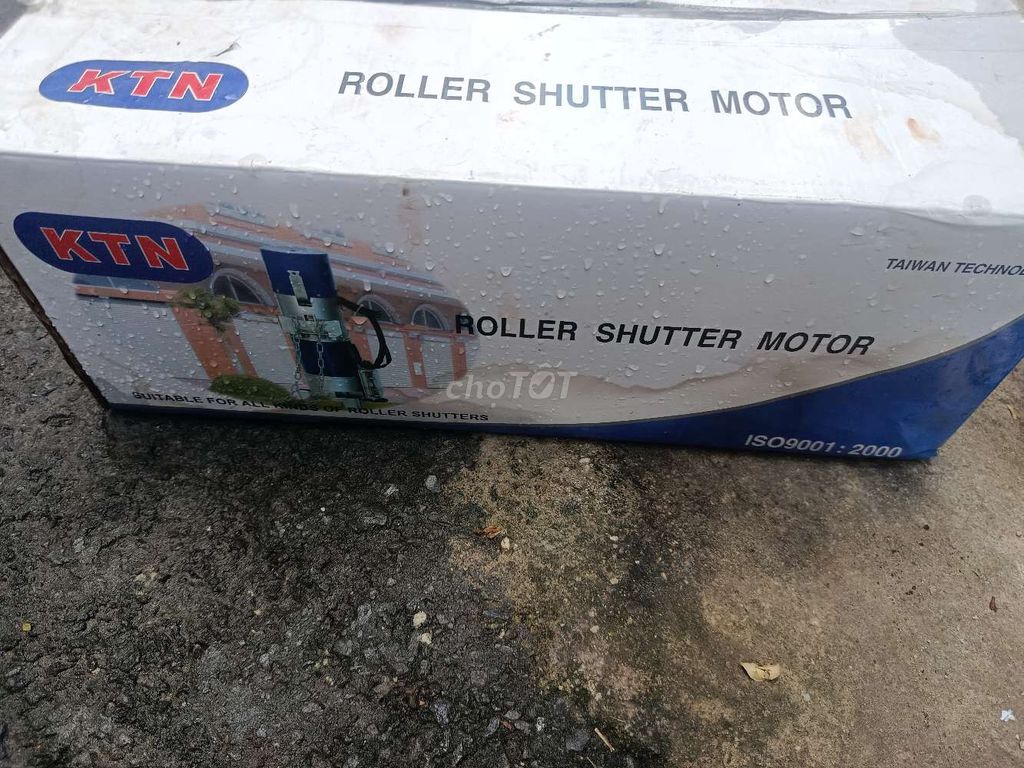 KTN
ROLLER SHUTTER MOTOR
KTN
TAIWAN TECHNOL
ROLLER SHUTTER MOTOR
choTỐT
SUITABLE FOR ALL KINDS OF ROLLER SHUTTERS
ISO9001: 2000